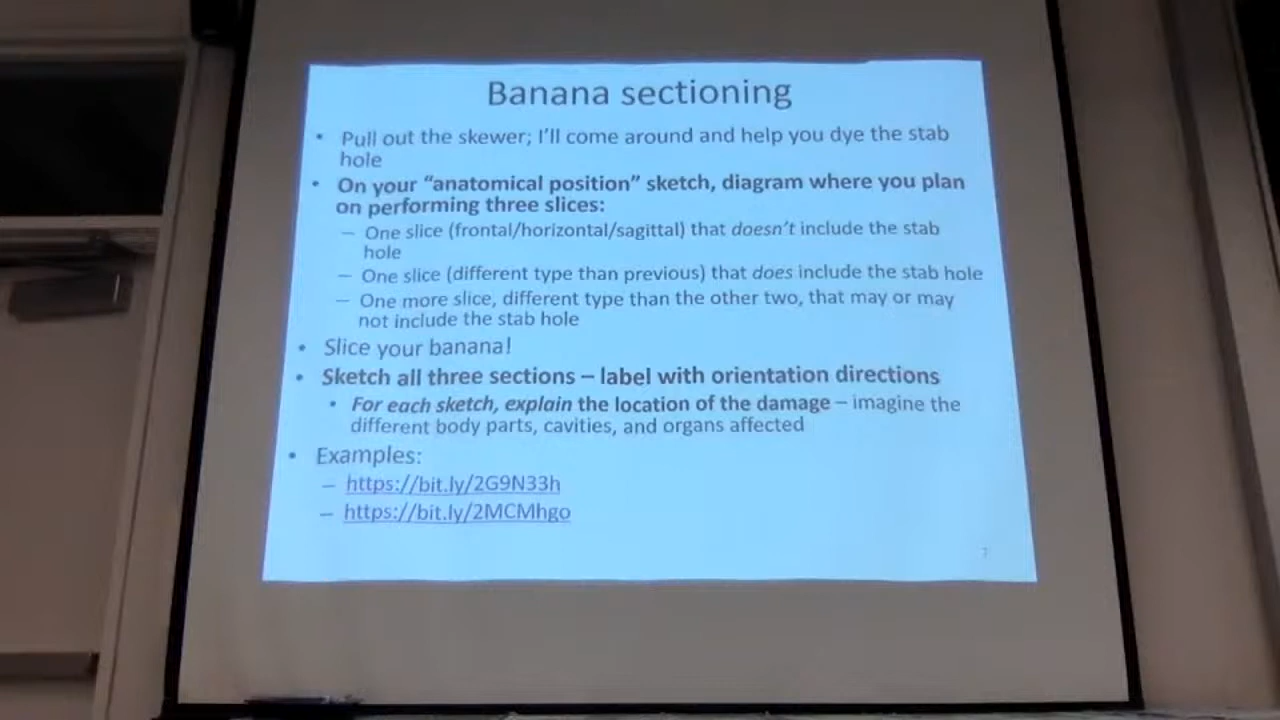 Banana sectioning
• Pull out the skewer; I'll come around and help you dye the stab
hole
• On your “anatomical position” sketch, diagram where you plan
on performing three slices:
– One slice (frontal/horizontal/sagittal) that doesn't include the stab
hole
– One slice (different type than previous) that does include the stab hole
– One more slice, different type than the other two, that may or may
not include the stab hole
• Slice your banana!
• Sketch all three sections – label with orientation directions
• For each sketch, explain the location of the damage – imagine the
different body parts, cavities, and organs affected
• Examples:
– https://bit.ly/2G9N33h
– https://bit.ly/2MCMhgo
7